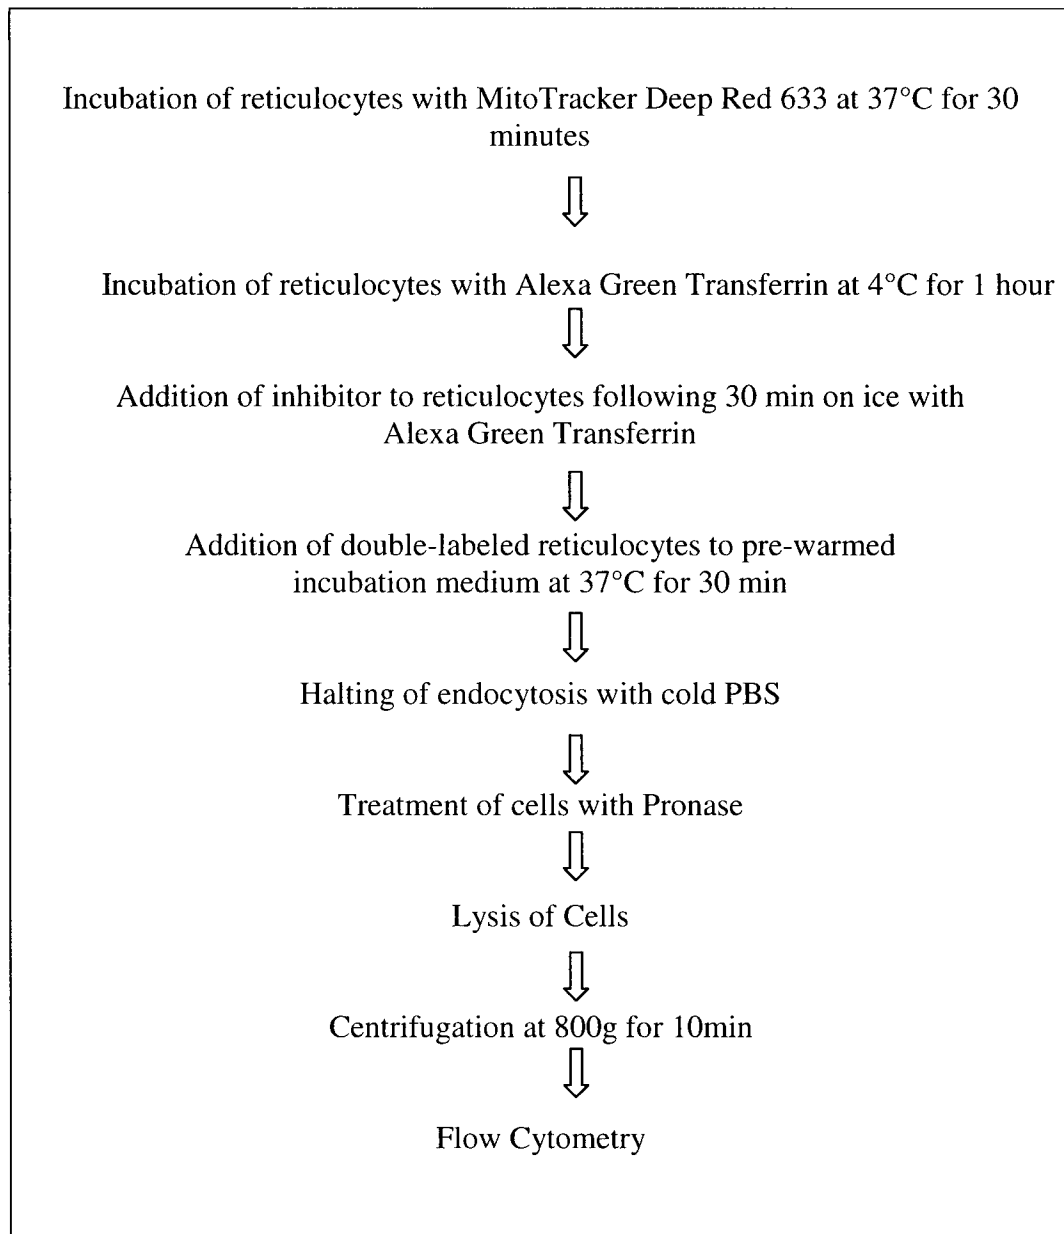 Incubation of reticulocytes with MitoTracker Deep Red 633 at 37°C for 30
minutes
Incubation of reticulocytes with Alexa Green Transferrin at 4°C for 1 hour
Addition of inhibitor to reticulocytes following 30 min on ice with
Alexa Green Transferrin
Addition of double-labeled reticulocytes to pre-warmed
incubation medium at 37°C for 30 min
Halting of endocytosis with cold PBS
Treatment of cells with Pronase
Lysis of Cells
Centrifugation at 800g for 10min
Flow Cytometry